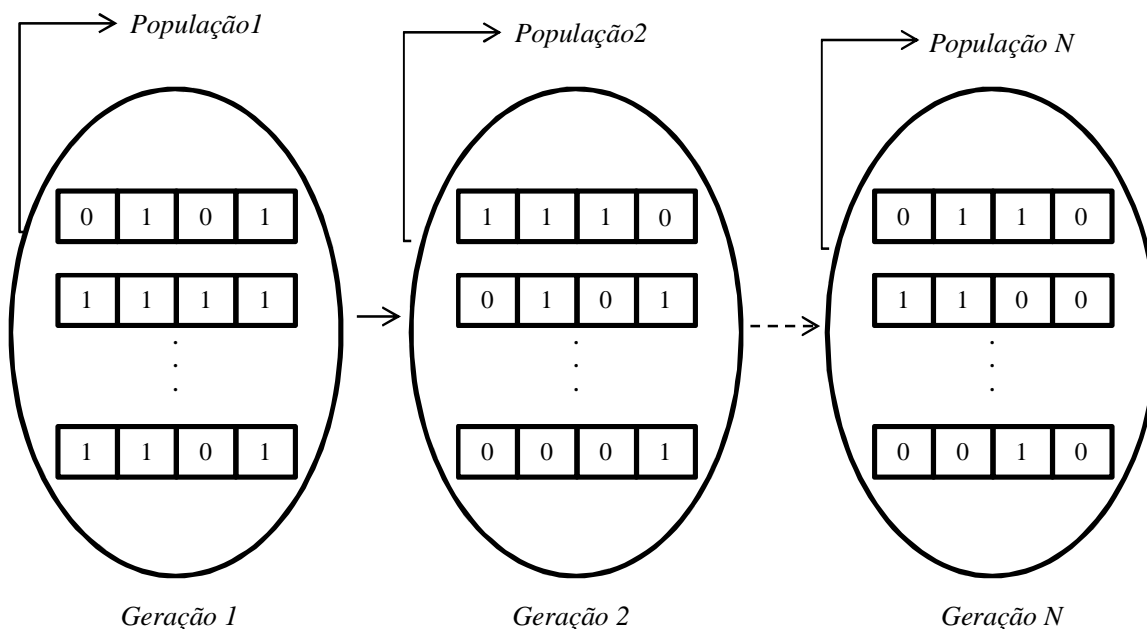 População1
População2
População N
0 1 0 1
1 1 1 0
0 1 1 0
1 1 1 1
0 1 0 1
1 1 0 0
1 1 0 1
0 0 0 1
0 0 1 0
Geração 1
Geração 2
Geração N